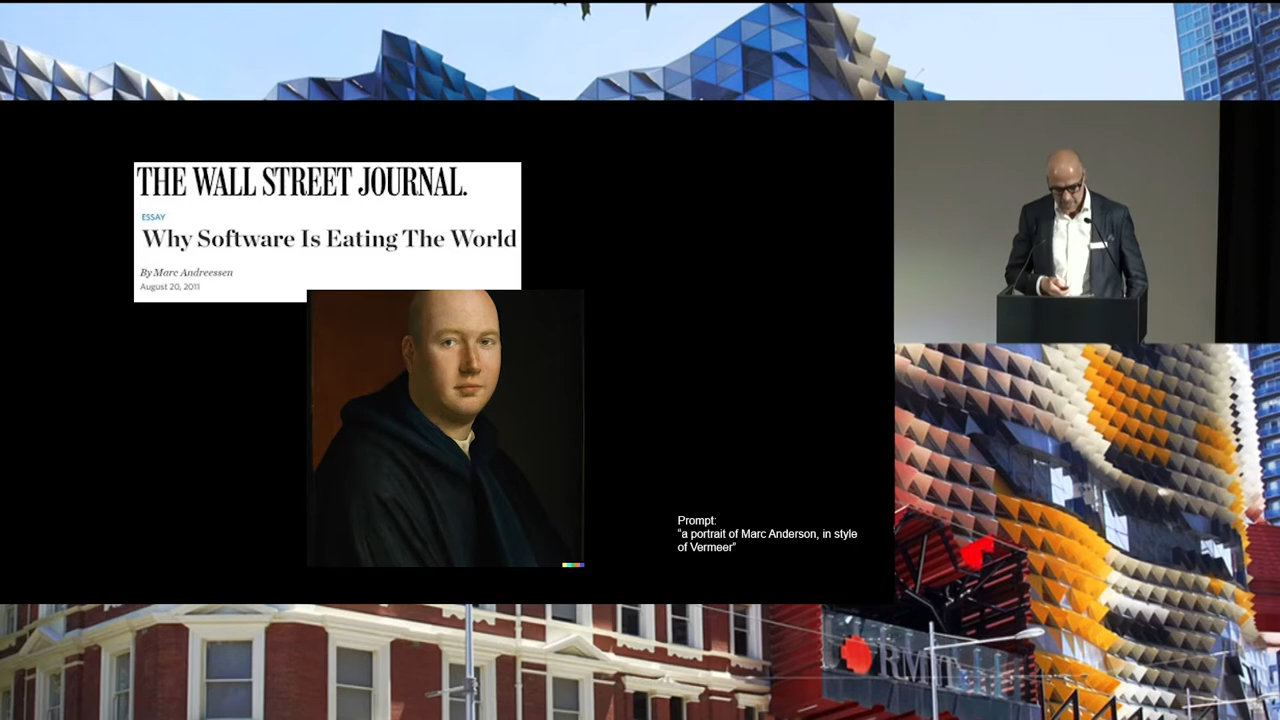 THE WALL STREET JOURNAL.
ESSAY
Why Software Is Eating The World
By Marc Andreessen
August 20, 2011
Prompt:
"a portrait of Marc Anderson, in style
of Vermeer"
RMIT